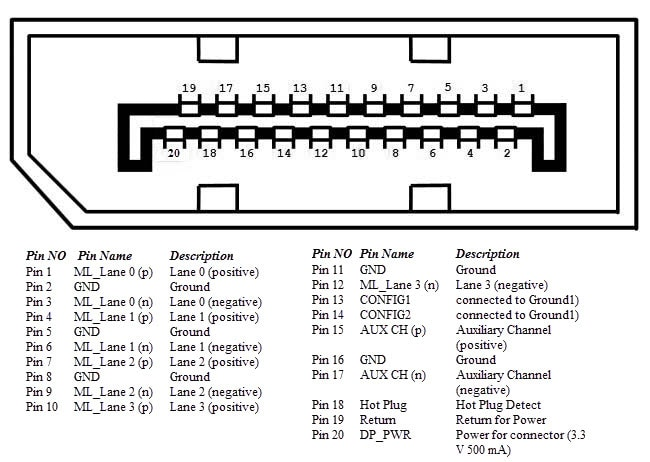 19 17 15 13 11 9 7 5 3 1
20 18 16 14 12 10 8 6 4 2
Pin NO Pin Name Description
Pin 1 ML_Lane 0 (p) Lane 0 (positive)
Pin 2 GND Ground
Pin 3 ML_Lane 0 (n) Lane 0 (negative)
Pin 4 ML_Lane 1 (p) Lane 1 (positive)
Pin 5 GND Ground
Pin 6 ML_Lane 1 (n) Lane 1 (negative)
Pin 7 ML_Lane 2 (p) Lane 2 (positive)
Pin 8 GND Ground
Pin 9 ML_Lane 2 (n) Lane 2 (negative)
Pin 10 ML_Lane 3 (p) Lane 3 (positive)
Pin NO Pin Name Description
Pin 11 GND Ground
Pin 12 ML_Lane 3 (n) Lane 3 (negative)
Pin 13 CONFIG1 connected to Ground1)
Pin 14 CONFIG2 connected to Ground1)
Pin 15 AUX CH (p) Auxiliary Channel
(positive)
Pin 16 GND Ground
Pin 17 AUX CH (n) Auxiliary Channel
(negative)
Pin 18 Hot Plug Hot Plug Detect
Pin 19 Return Return for Power
Pin 20 DP_PWR Power for connector (3.3
V 500 mA)